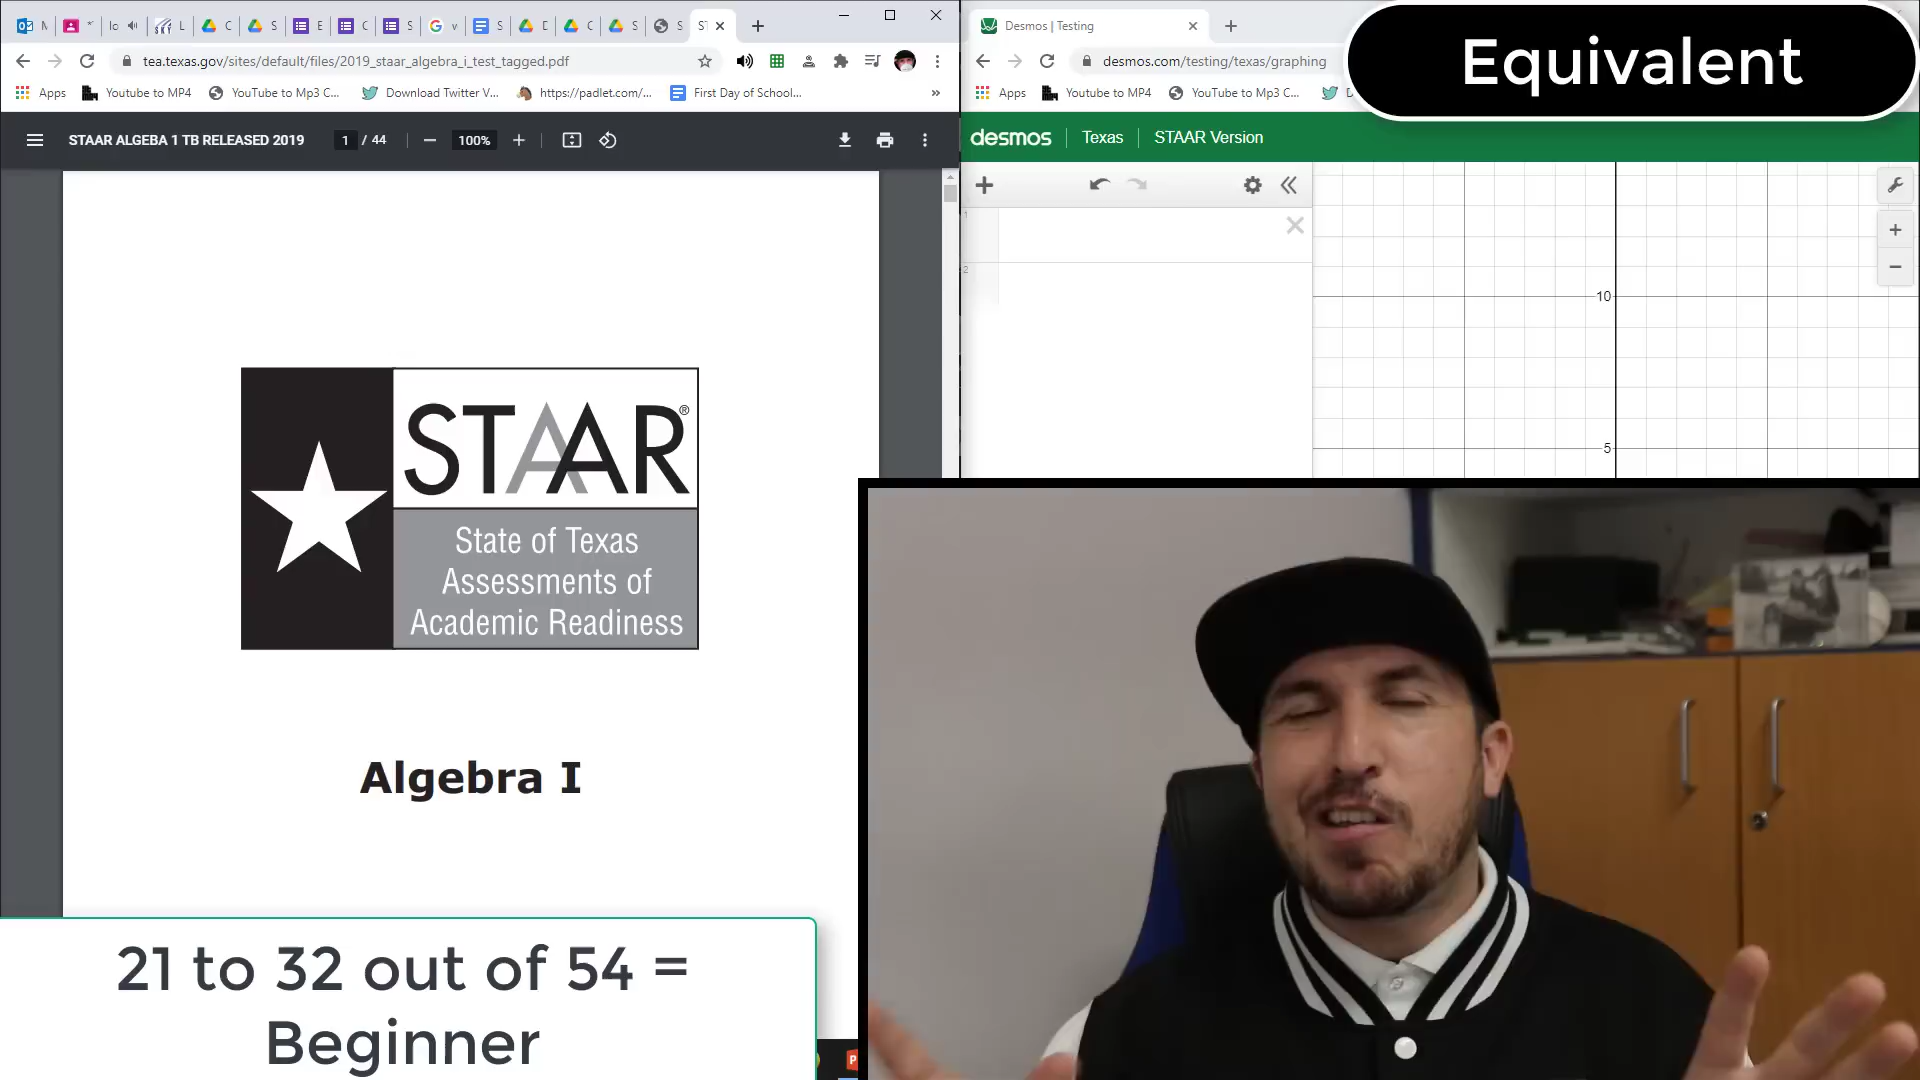 Equivalent
tea.texas.gov/sites/default/files/2019_staar_algebra_i_test_tagged.pdf
Apps
Youtube to MP4
YouTube to Mp3 C...
Download Twitter V...
https://padlet.com/...
First Day of School...
»
STAAR ALGEBA 1 TB RELEASED 2019
1 / 44
100%
STAAR®
State of Texas
Assessments of
Academic Readiness
Algebra I
21 to 32 out of 54 =
Beginner
Desmos | Testing
desmos.com/testing/texas/graphing
Apps
Youtube to MP4
YouTube to Mp3 C...
D
desmos
Texas
STAAR Version
1
2
10
5